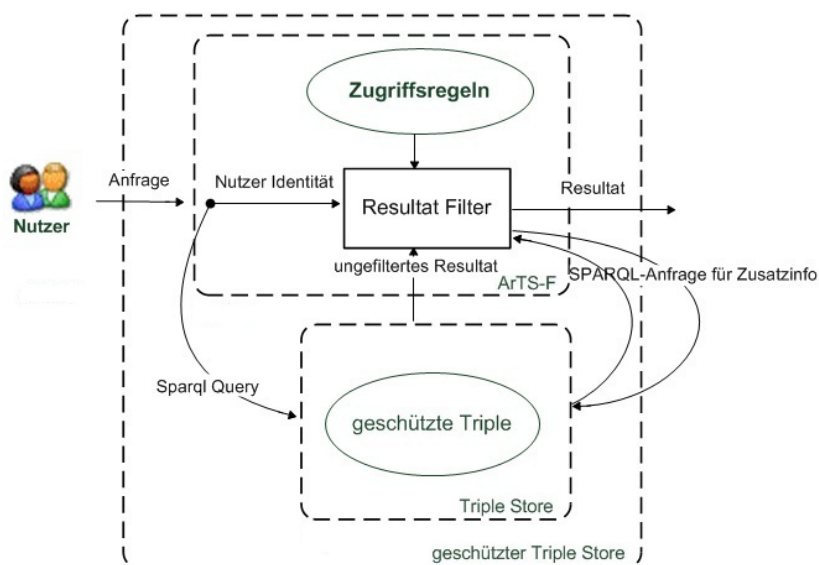 Zugriffsregeln
Anfrage
Nutzer Identität
Resultat Filter
Resultat
Nutzer
ungefiltertes Resultat
SPARQL-Anfrage für Zusatzinfo
ArTS-F
Sparql Query
geschützte Triple
Triple Store
geschützter Triple Store